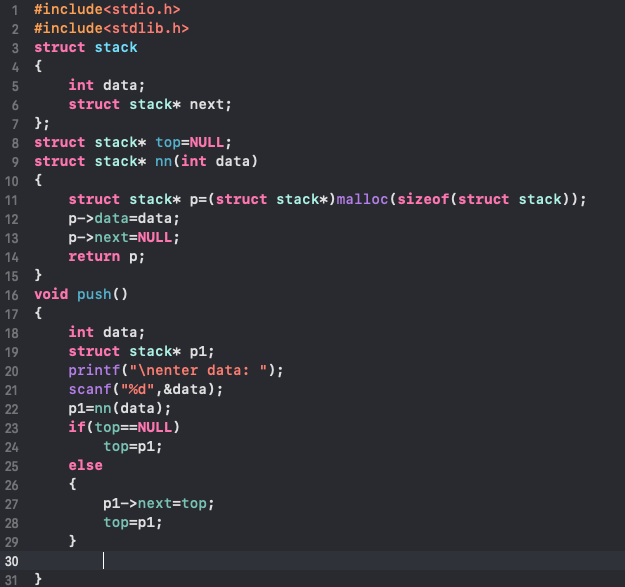 1 #include<stdio.h>
2 #include<stdlib.h>
3 struct stack
4 {
5     int data;
6     struct stack* next;
7 };
8 struct stack* top=NULL;
9 struct stack* nn(int data)
10 {
11     struct stack* p=(struct stack*)malloc(sizeof(struct stack));
12     p->data=data;
13     p->next=NULL;
14     return p;
15 }
16 void push()
17 {
18     int data;
19     struct stack* p1;
20     printf("\nenter data: ");
21     scanf("%d",&data);
22     p1=nn(data);
23     if(top==NULL)
24         top=p1;
25     else
26     {
27         p1->next=top;
28         top=p1;
29     }
30
31 }